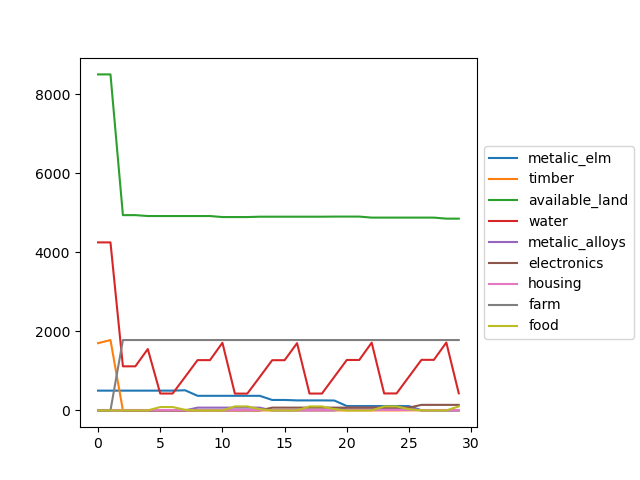 8000
6000
4000
2000
0
0 5 10 15 20 25 30
metalic_elm
timber
available_land
water
metalic_alloys
electronics
housing
farm
food